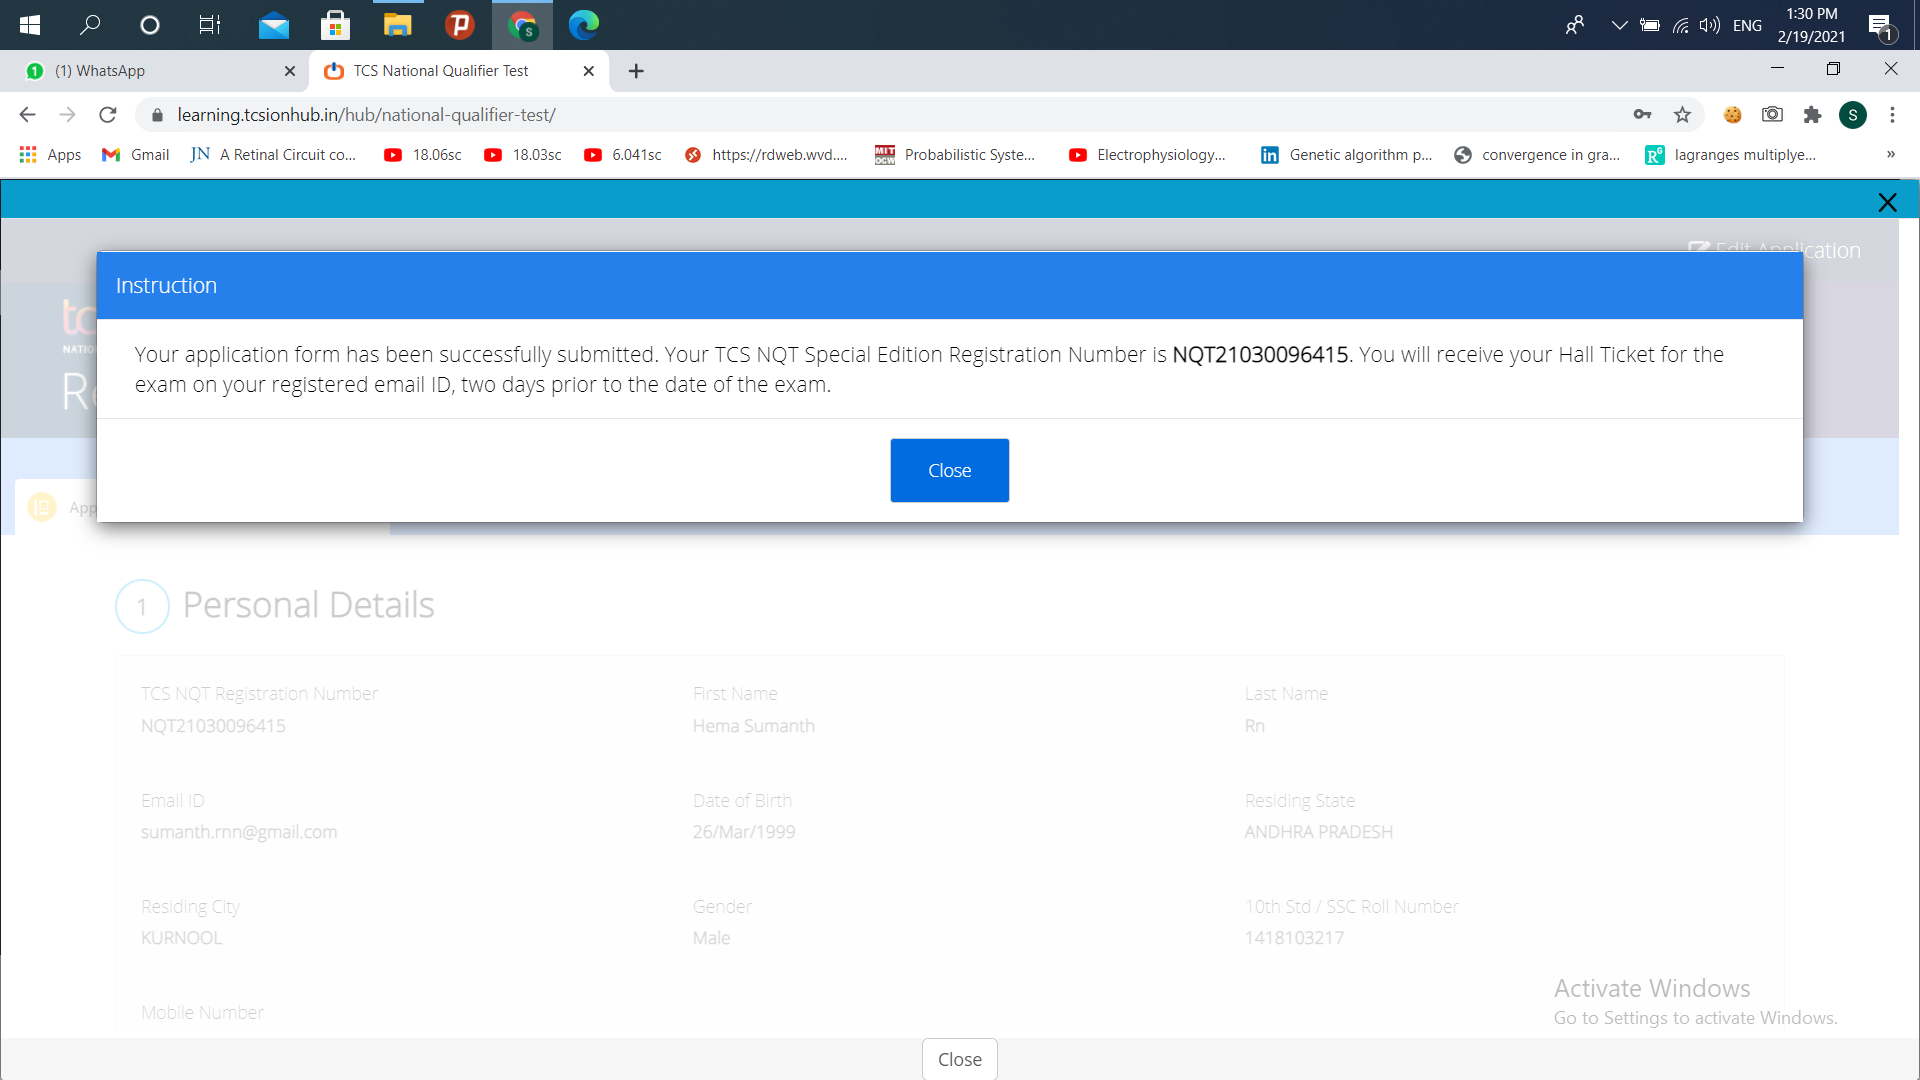 ENG
1:30 PM
2/19/2021
1
1 (1) WhatsApp
TCS National Qualifier Test
learning.tcsionhub.in/hub/national-qualifier-test/
S
Apps
Gmail
JN A Retinal Circuit co...
18.06sc
18.03sc
6.041sc
https://rdweb.wvd....
MIT OCW Probabilistic Syste...
Electrophysiology...
in Genetic algorithm p...
convergence in gra...
R G lagranges multiplye...
»
Edit Application
Instruction
Your application form has been successfully submitted. Your TCS NQT Special Edition Registration Number is NQT21030096415. You will receive your Hall Ticket for the
exam on your registered email ID, two days prior to the date of the exam.
Close
1 Personal Details
TCS NQT Registration Number
First Name
Last Name
NQT21030096415
Hema Sumanth
Rn
Email ID
Date of Birth
Residing State
sumanth.rnn@gmail.com
26/Mar/1999
ANDHRA PRADESH
Residing City
Gender
10th Std / SSC Roll Number
KURNOOL
Male
1418103217
Mobile Number
Activate Windows
Go to Settings to activate Windows.
Close